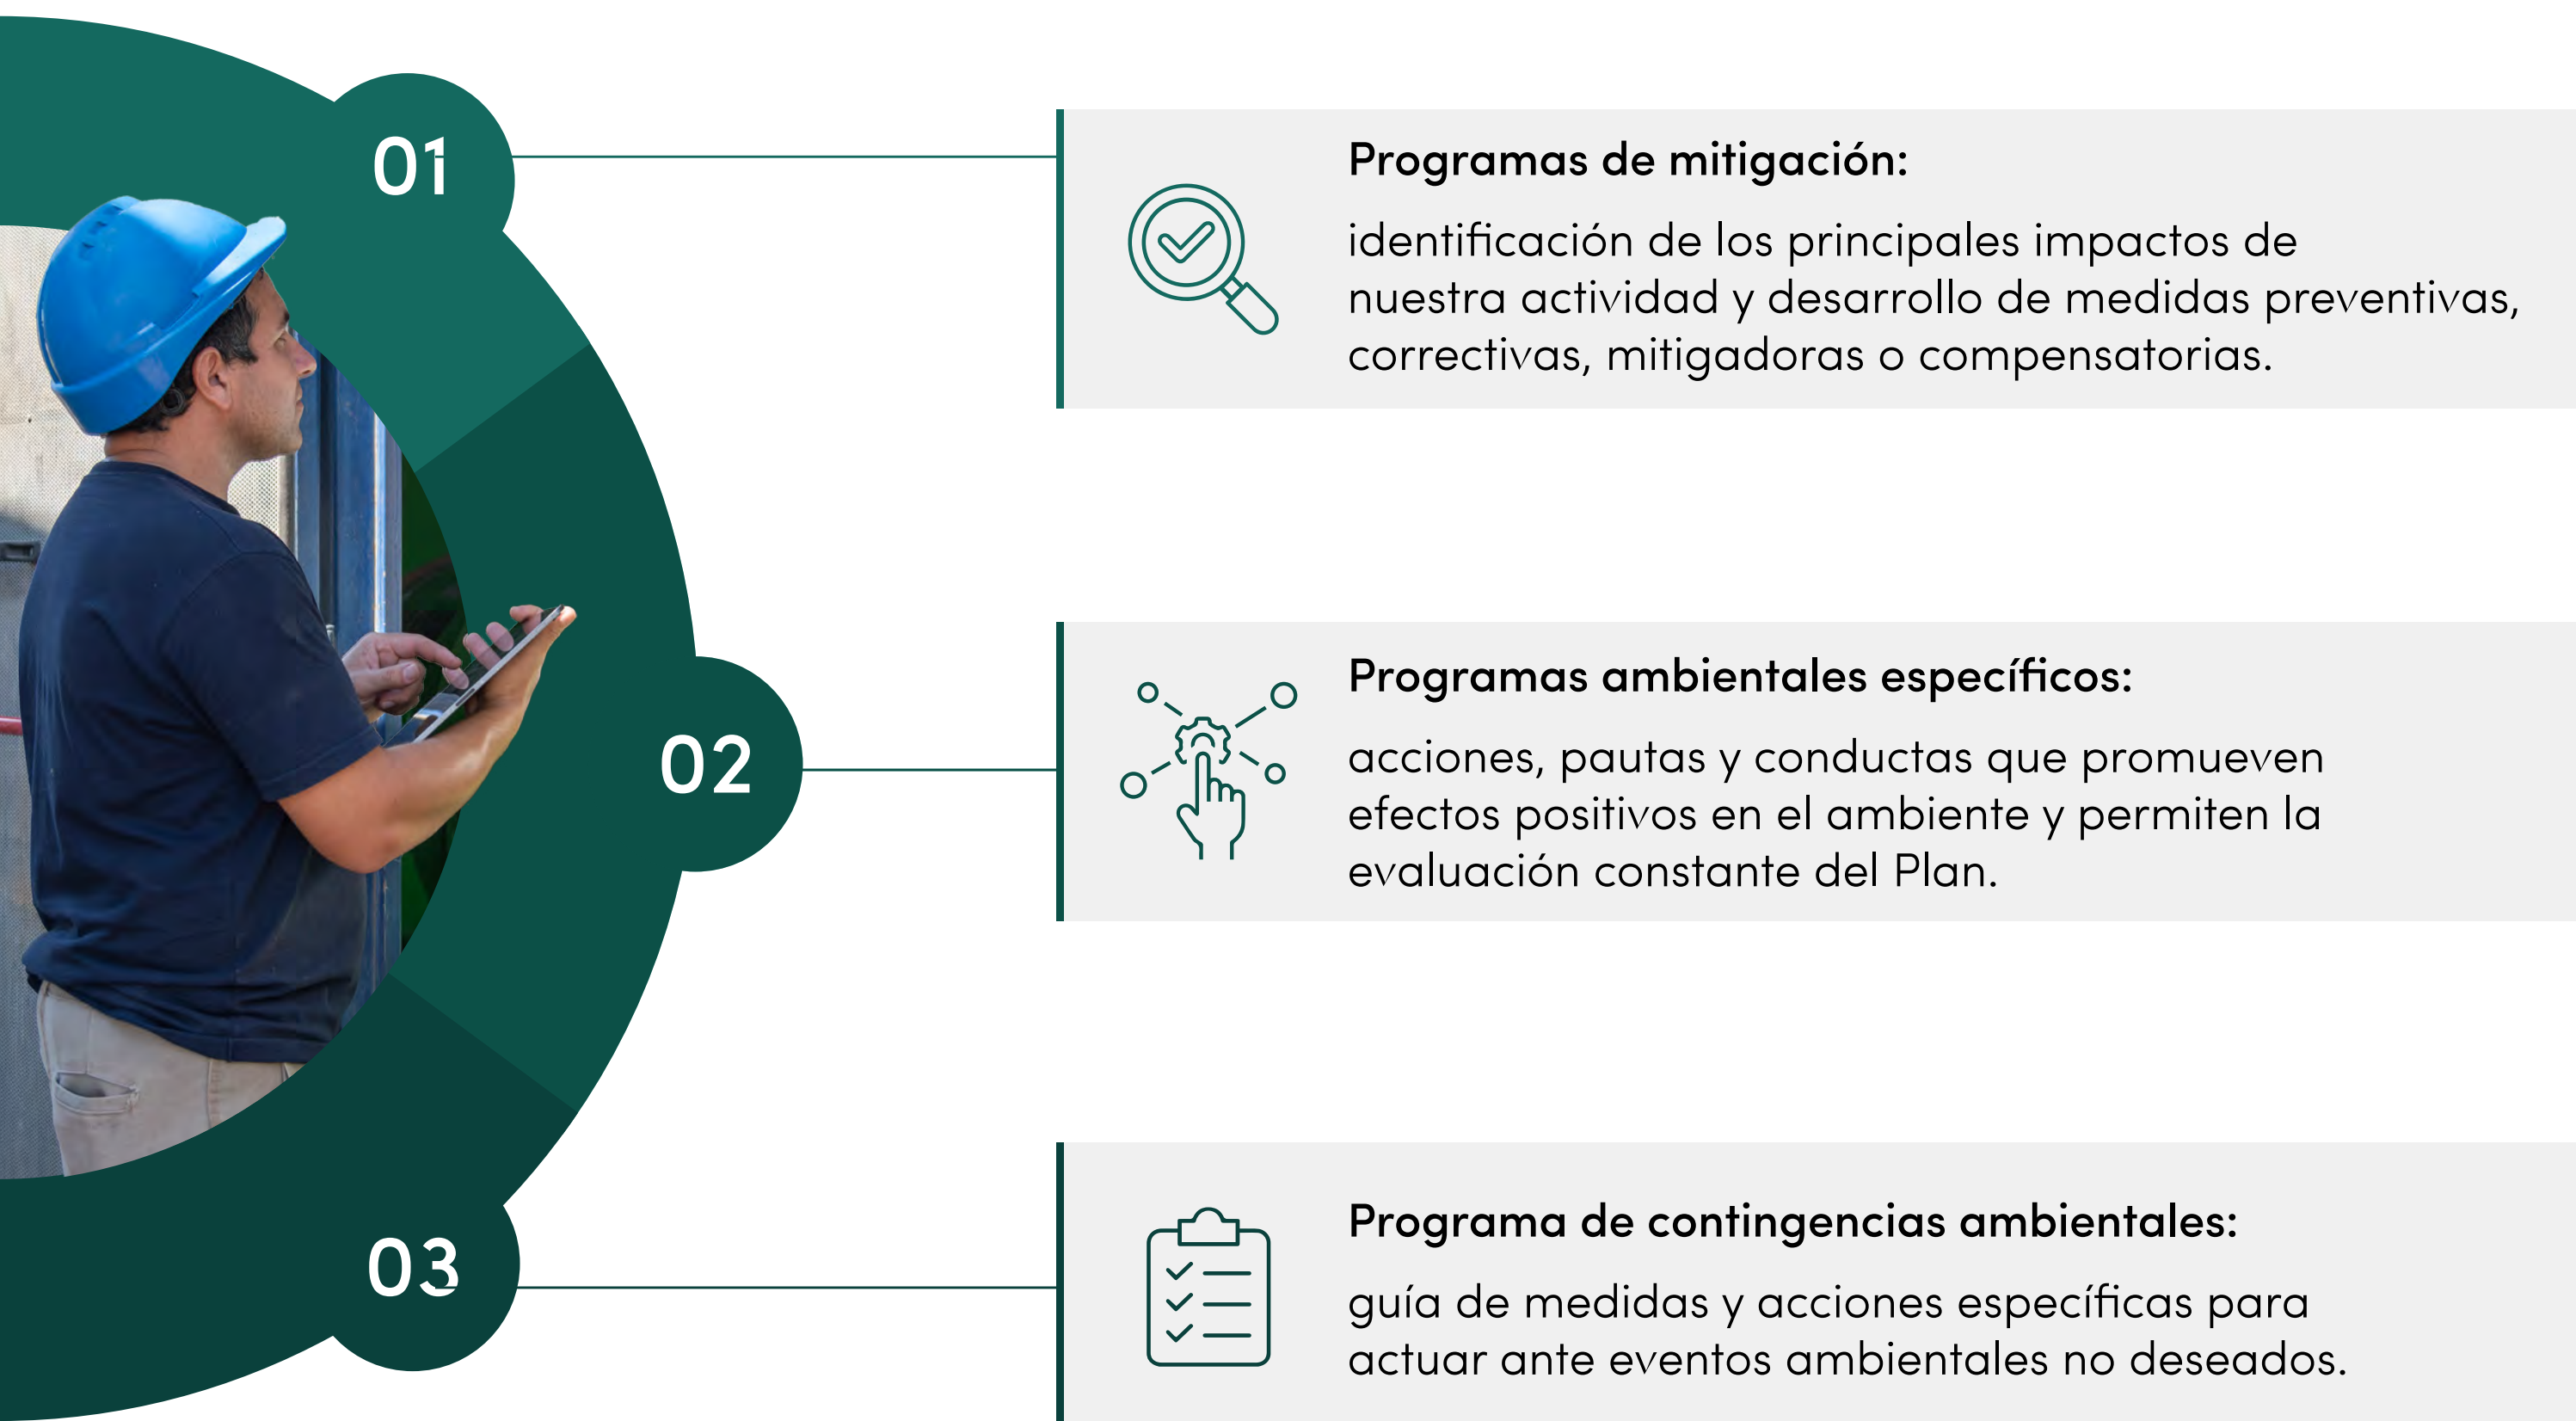 01
Programas de mitigación:
identificación de los principales impactos de
nuestra actividad y desarrollo de medidas preventivas,
correctivas, mitigadoras o compensatorias.
02
Programas ambientales específicos:
acciones, pautas y conductas que promueven
efectos positivos en el ambiente y permiten la
evaluación constante del Plan.
03
Programa de contingencias ambientales:
guía de medidas y acciones específicas para
actuar ante eventos ambientales no deseados.